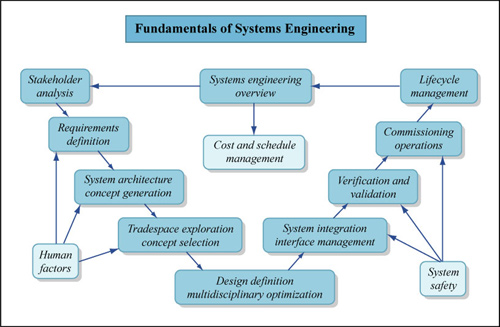 Fundamentals of Systems Engineering
Stakeholder
analysis
Systems engineering
overview
Lifecycle
management
Requirements
definition
Cost and schedule
management
Commissioning
operations
System architecture
concept generation
Verification and
validation
Tradespace exploration
concept selection
System integration
interface management
Human
factors
Design definition
multidisciplinary optimization
System
safety